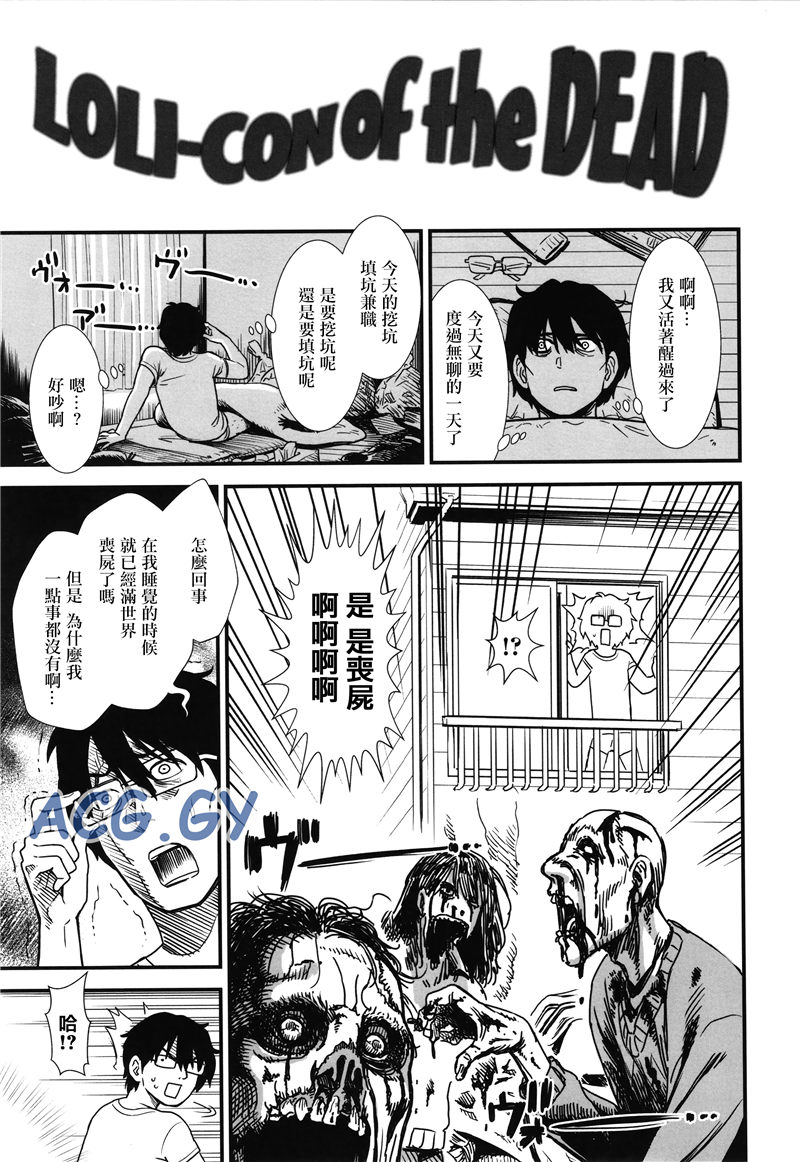 LOLI-CON OF the DEAD
啊啊…
我又活著醒過來了
今天又要
度過無聊的一天了
今天的挖坑
填坑兼職
是要挖坑呢
還是要填坑呢
ヴォー…
ヴー…
あー…
嗯…?
好吵啊
!?
是 是喪屍
啊啊啊啊
怎麼回事
在我睡覺的時候
就已經滿世界
喪屍了嗎
但是 為什麼我
一點事都沒有啊…
ACG.GY
哈!?